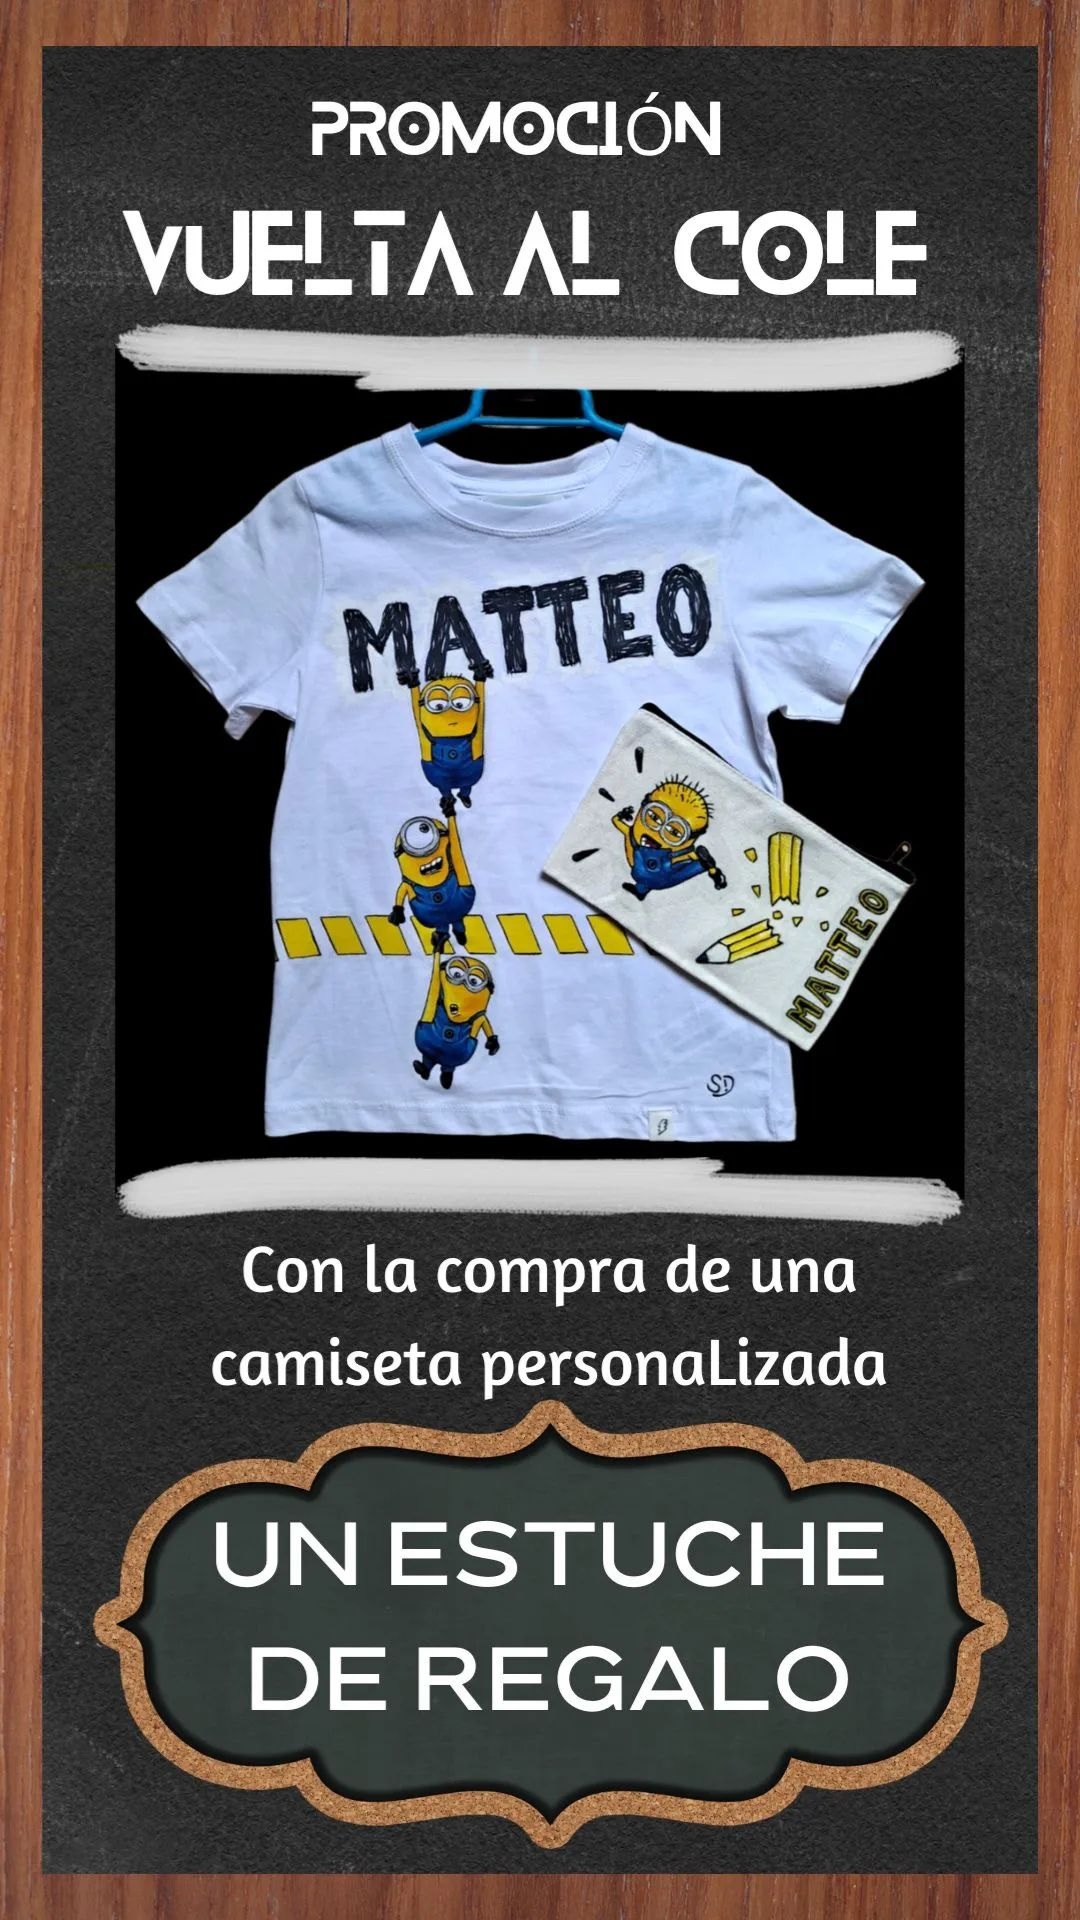 PROMOCIÓN
VUELTA AL COLE
MATTEO
MATTEO
SD
Con la compra de una
camiseta personaLizada
UN ESTUCHE
DE REGALO